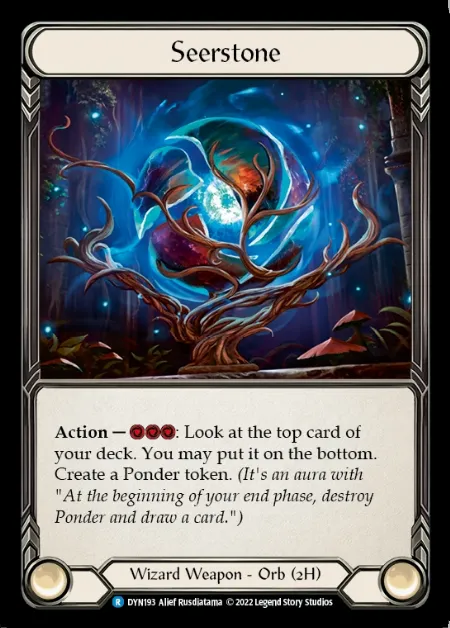 Seerstone
Action — : Look at the top card of
your deck. You may put it on the bottom.
Create a Ponder token. (It's an aura with
"At the beginning of your end phase, destroy
Ponder and draw a card.")
Wizard Weapon - Orb (2H)
R DYN193 Alief Rusdiatama © 2022 Legend Story Studios